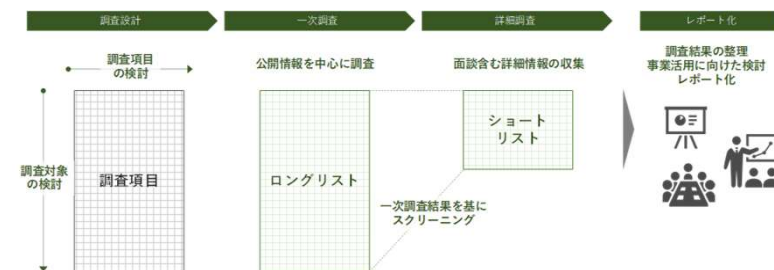 調査設計
一次調査
詳細調査
レポート化
調査項目
の検討
公開情報を中心に調査
面談含む詳細情報の収集
調査結果の整理
事業活用に向けた検討
レポート化
調査対象
の検討
調査項目
ロングリスト
ショート
リスト
一次調査結果を基に
スクリーニング